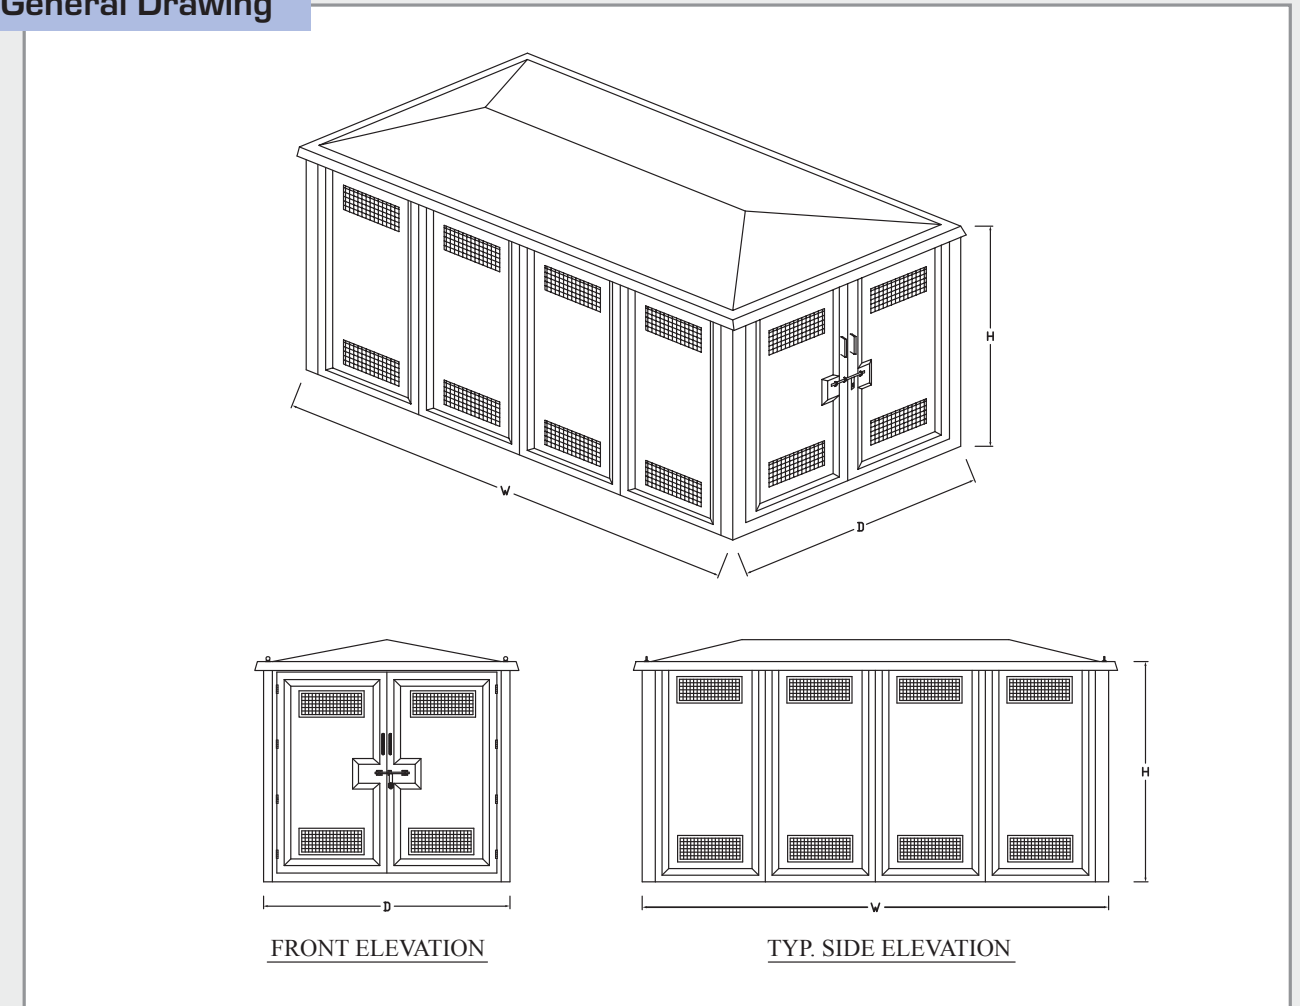 General Drawing
H
W
D
H
D
W
FRONT ELEVATION
TYP. SIDE ELEVATION